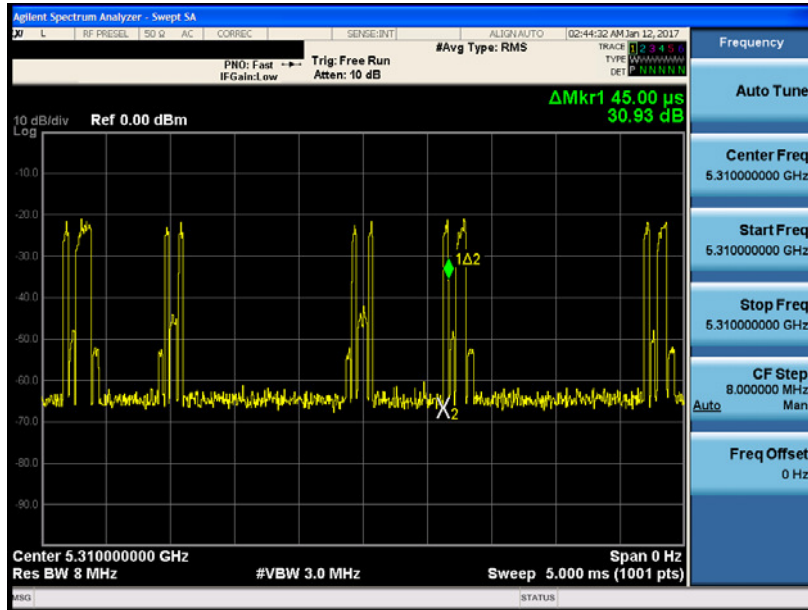 Agilent Spectrum Analyzer - Swept SA
XI L RF PRESEL 50 Ω AC CORREC SENSE:INT ALIGN AUTO 02:44:32 AM Jan 12, 2017
PNO: Fast
IFGain:Low
Trig: Free Run
Atten: 10 dB
#Avg Type: RMS
TRACE 1 2 3 4 5 6
TYPE WWWWWW
DET P N N N N N
ΔMkr1 45.00 µs
30.93 dB
10 dB/div Ref 0.00 dBm
Log
-10.0
-20.0
-30.0
-40.0
-50.0
-60.0
-70.0
-80.0
-90.0
1Δ2
X2
Center 5.310000000 GHz Span 0 Hz
Res BW 8 MHz #VBW 3.0 MHz Sweep 5.000 ms (1001 pts)
MSG STATUS
Frequency
Auto Tune
Center Freq
5.310000000 GHz
Start Freq
5.310000000 GHz
Stop Freq
5.310000000 GHz
CF Step
8.000000 MHz
Auto Man
Freq Offset
0 Hz